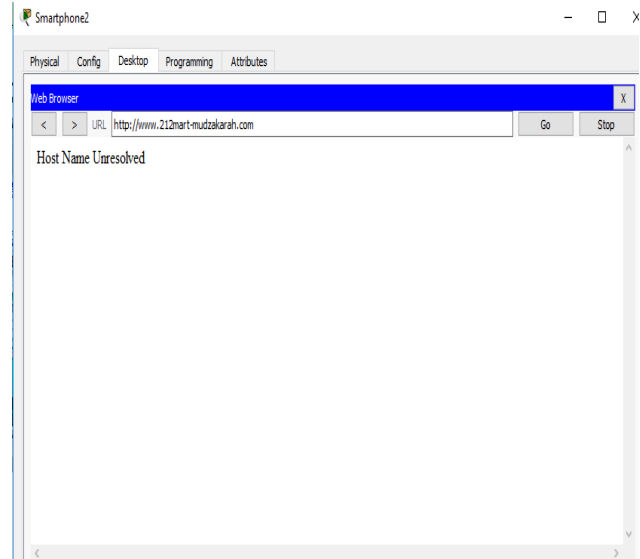 Smartphone2
Physical Config Desktop Programming Attributes
Web Browser X
< > URL http://www.212mart-mudzakarah.com Go Stop
Host Name Unresolved